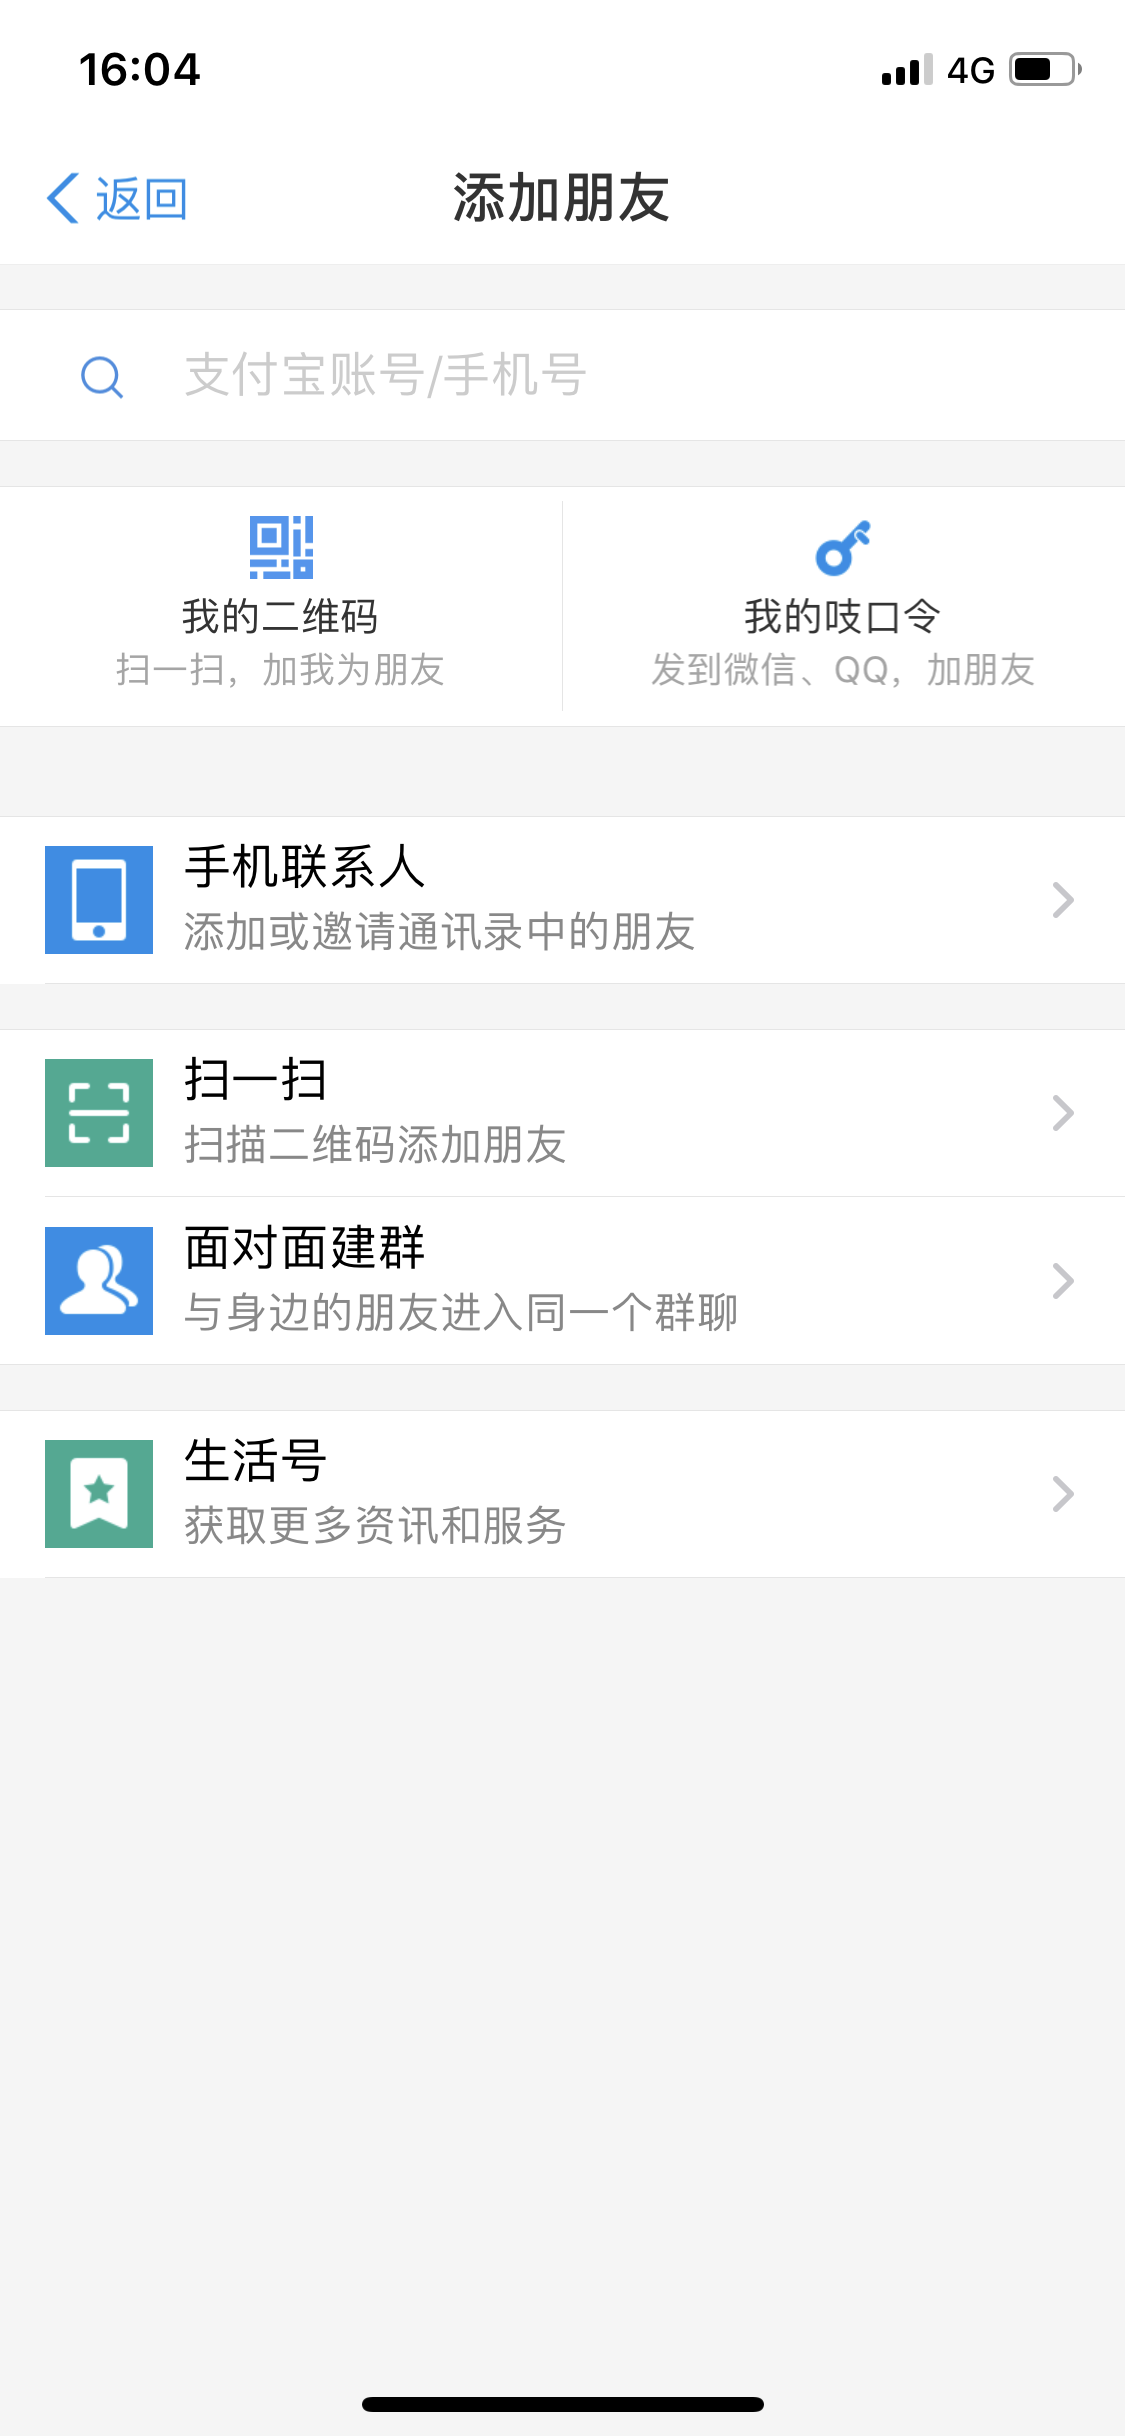 16:04
4G
返回
添加朋友
支付宝账号/手机号
我的二维码
扫一扫，加我为朋友
我的吱口令
发到微信、QQ，加朋友
手机联系人
添加或邀请通讯录中的朋友
扫一扫
扫描二维码添加朋友
面对面建群
与身边的朋友进入同一个群聊
生活号
获取更多资讯和服务